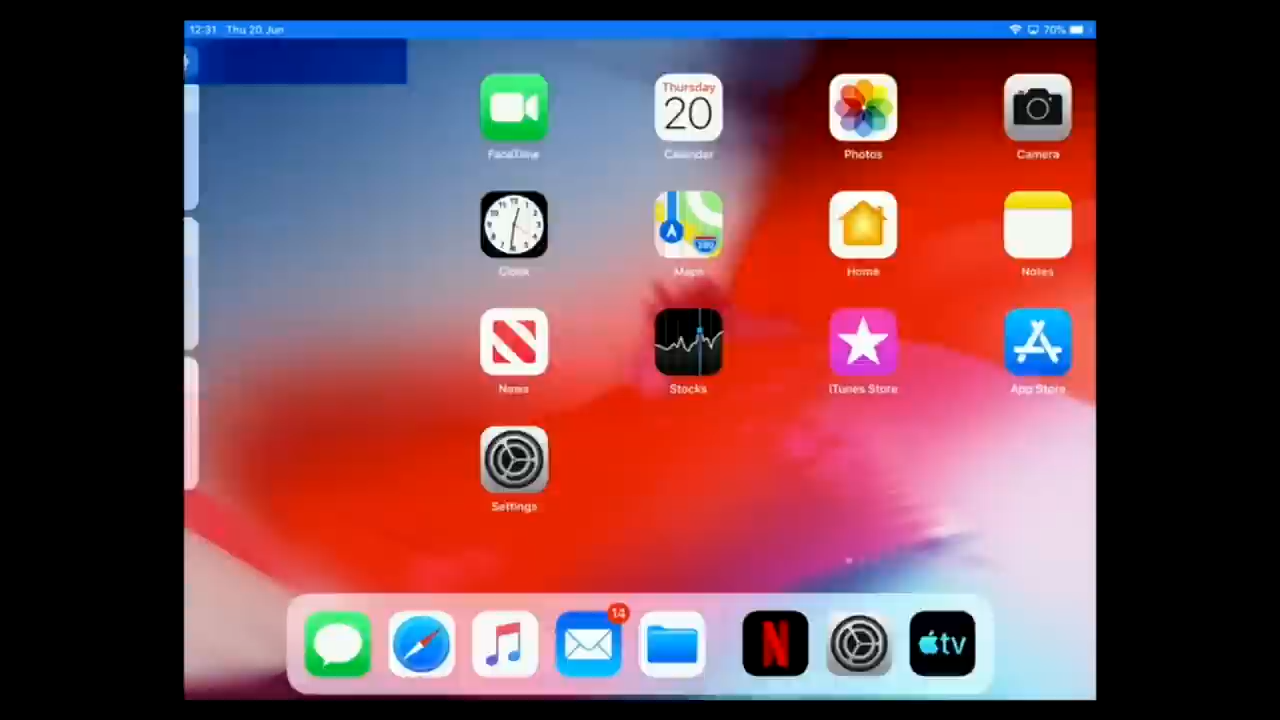 12:31 Thu 20 Jun
70%
Thursday
20
FaceTime
Calendar
Photos
Camera
280
Clock
Maps
Home
Notes
News
Stocks
iTunes Store
App Store
Settings
14
N
tv